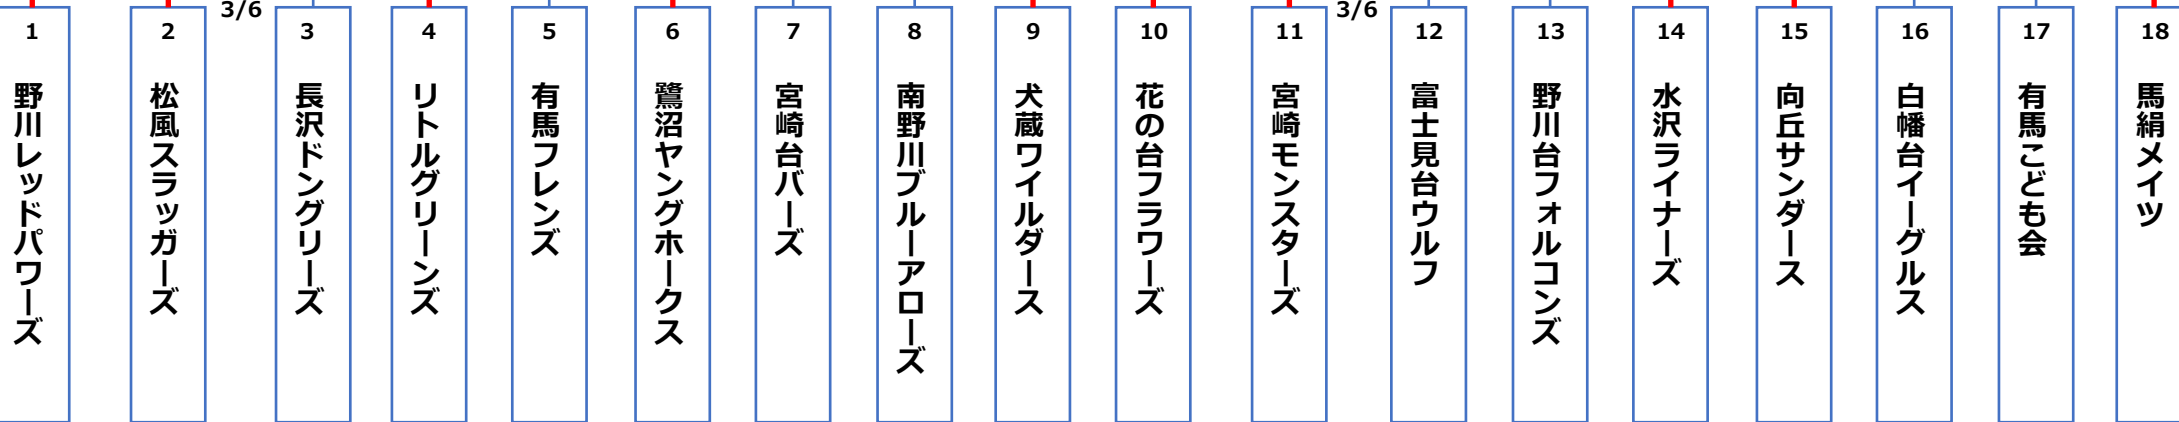 3/6
3/6
1
野川レッドパワーズ
2
松風スラッガーズ
3
長沢ドングリーズ
4
リトルグリーンズ
5
有馬フレンズ
6
鷺沼ヤングホークス
7
宮崎台バーズ
8
南野川ブルーアローズ
9
犬蔵ワイルダース
10
花の台フラワーズ
11
宮崎モンスターズ
12
富士見台ウルフ
13
野川台フォルコンズ
14
水沢ライナーズ
15
向丘サンダース
16
白幡台イーグルス
17
有馬こども会
18
馬絹メイツ